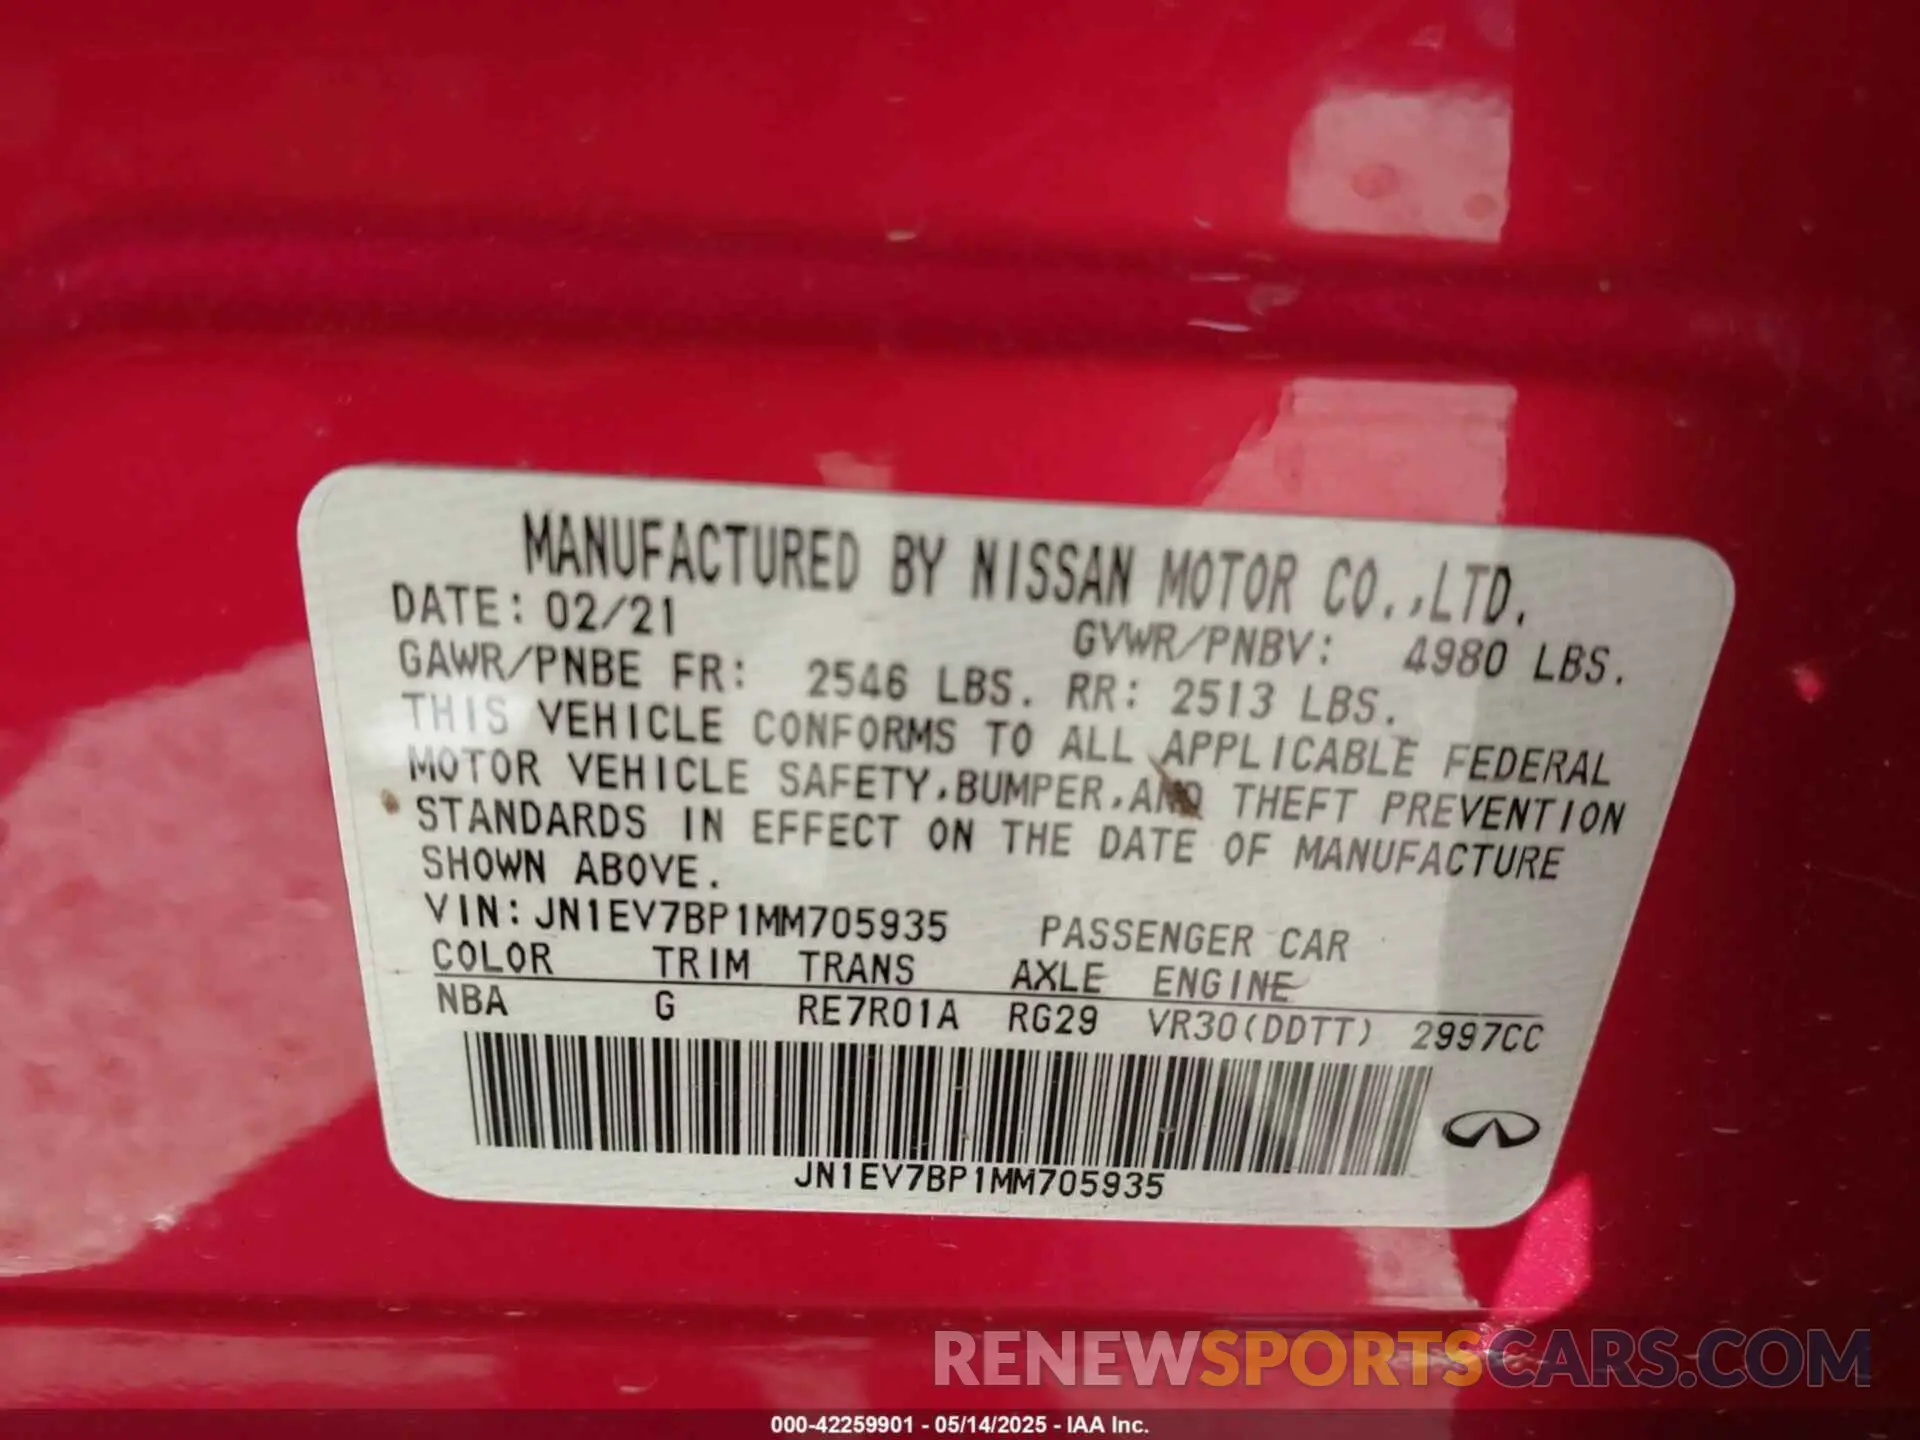 MANUFACTURED BY NISSAN MOTOR CO.,LTD.
DATE: 02/21
GVWR/PNBV: 4980 LBS.
GAWR/PNBE FR: 2546 LBS. RR: 2513 LBS.
THIS VEHICLE CONFORMS TO ALL APPLICABLE FEDERAL
MOTOR VEHICLE SAFETY,BUMPER,AND THEFT PREVENTION
STANDARDS IN EFFECT ON THE DATE OF MANUFACTURE
SHOWN ABOVE.
VIN: JN1EV7BP1MM705935 PASSENGER CAR
COLOR TRIM TRANS AXLE ENGINE
NBA G RE7R01A RG29 VR30(DDTT) 2997CC
JN1EV7BP1MM705935
RENEWSPORTSCARS.COM
000-42259901 - 05/14/2025 - IAA Inc.